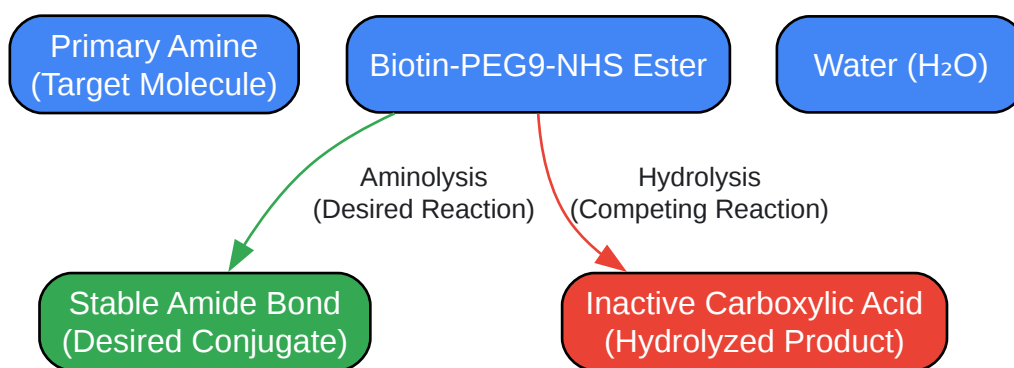 Primary Amine
(Target Molecule)
Biotin-PEG9-NHS Ester
Water (H₂O)
Aminolysis
(Desired Reaction)
Hydrolysis
(Competing Reaction)
Stable Amide Bond
(Desired Conjugate)
Inactive Carboxylic Acid
(Hydrolyzed Product)